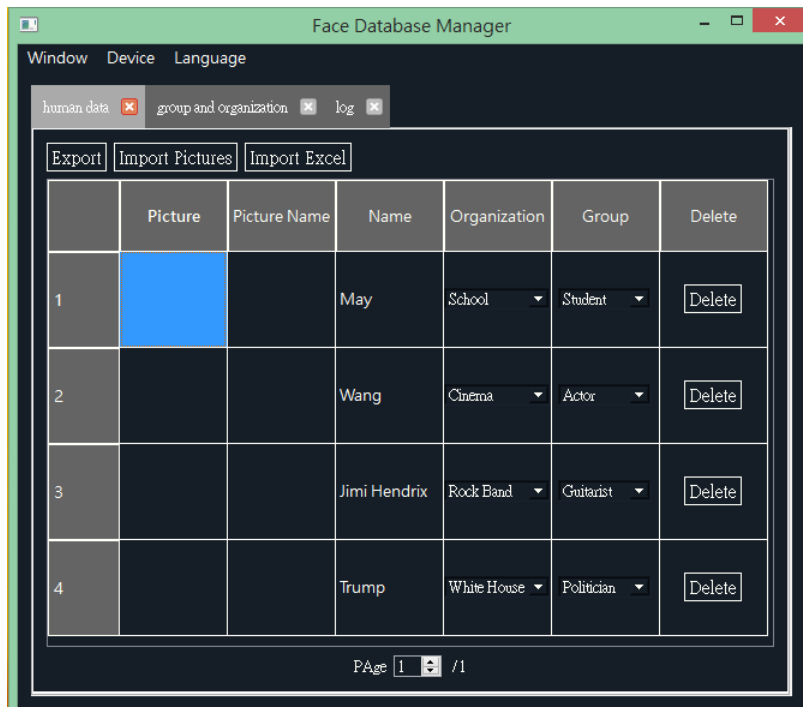 Face Database Manager
Window Device Language
human data group and organization log
Export Import Pictures Import Excel
Picture Picture Name Name Organization Group Delete
1 May School Student Delete
2 Wang Cinema Actor Delete
3 Jimi Hendrix Rock Band Guitarist Delete
4 Trump White House Politician Delete
PAge 1 /1